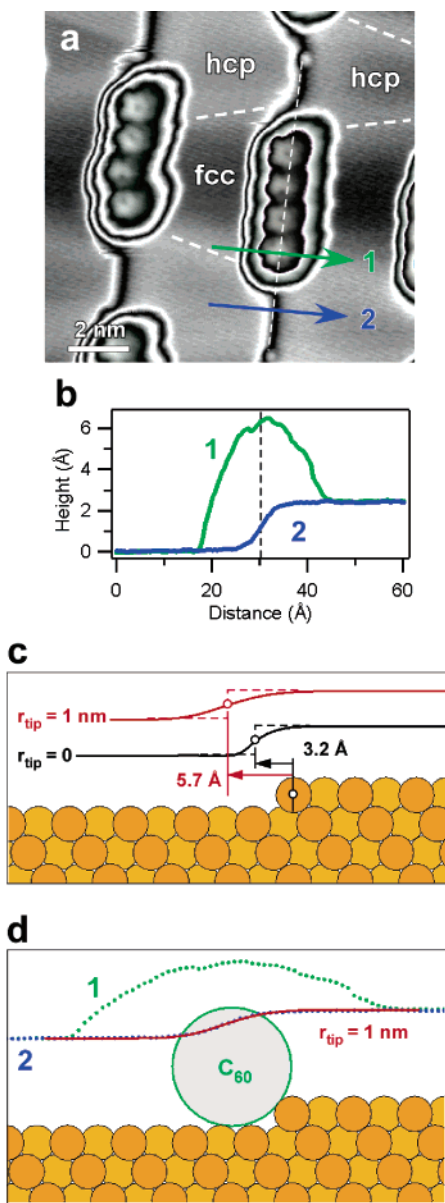 a
hcp
hcp
fcc
1
2
2 nm
b
6
4
2
0
Height (Å)
1
2
0
20
40
60
Distance (Å)
c
r_tip = 1 nm
r_tip = 0
3.2 Å
5.7 Å
d
1
2
r_tip = 1 nm
C₆₀